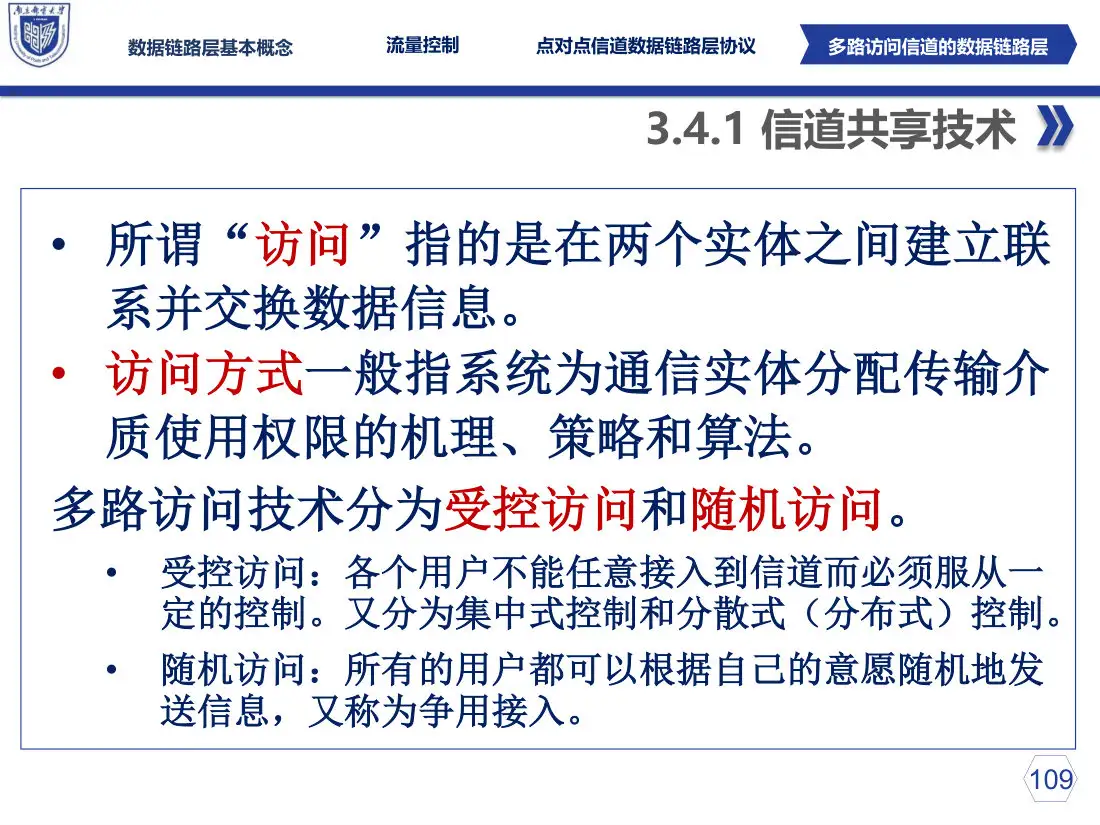 南京邮电大学
数据链路层基本概念
流量控制
点对点信道数据链路层协议
多路访问信道的数据链路层
3.4.1 信道共享技术
• 所谓“访问”指的是在两个实体之间建立联
系并交换数据信息。
• 访问方式一般指系统为通信实体分配传输介
质使用权限的机理、策略和算法。
多路访问技术分为受控访问和随机访问。
• 受控访问：各个用户不能任意接入到信道而必须服从一
定的控制。又分为集中式控制和分散式（分布式）控制。
• 随机访问：所有的用户都可以根据自己的意愿随机地发
送信息，又称为争用接入。
109